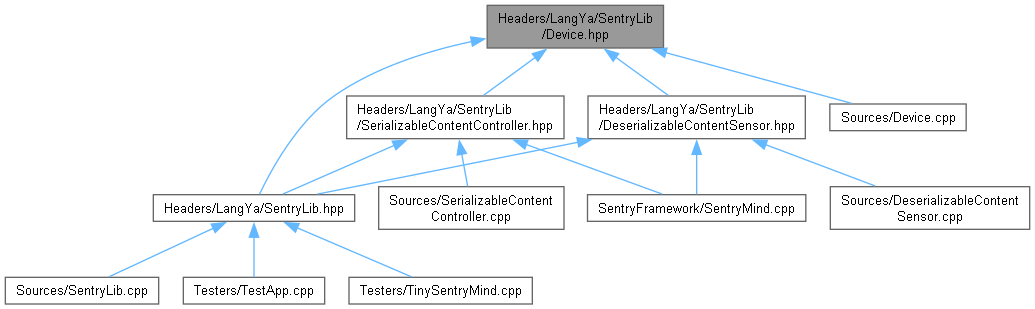 Headers/LangYa/SentryLib
/Device.hpp
Headers/LangYa/SentryLib
/SerializableContentController.hpp
Headers/LangYa/SentryLib
/DeserializableContentSensor.hpp
Sources/Device.cpp
Headers/LangYa/SentryLib.hpp
Sources/SerializableContent
Controller.cpp
SentryFramework/SentryMind.cpp
Sources/DeserializableContent
Sensor.cpp
Sources/SentryLib.cpp
Testers/TestApp.cpp
Testers/TinySentryMind.cpp